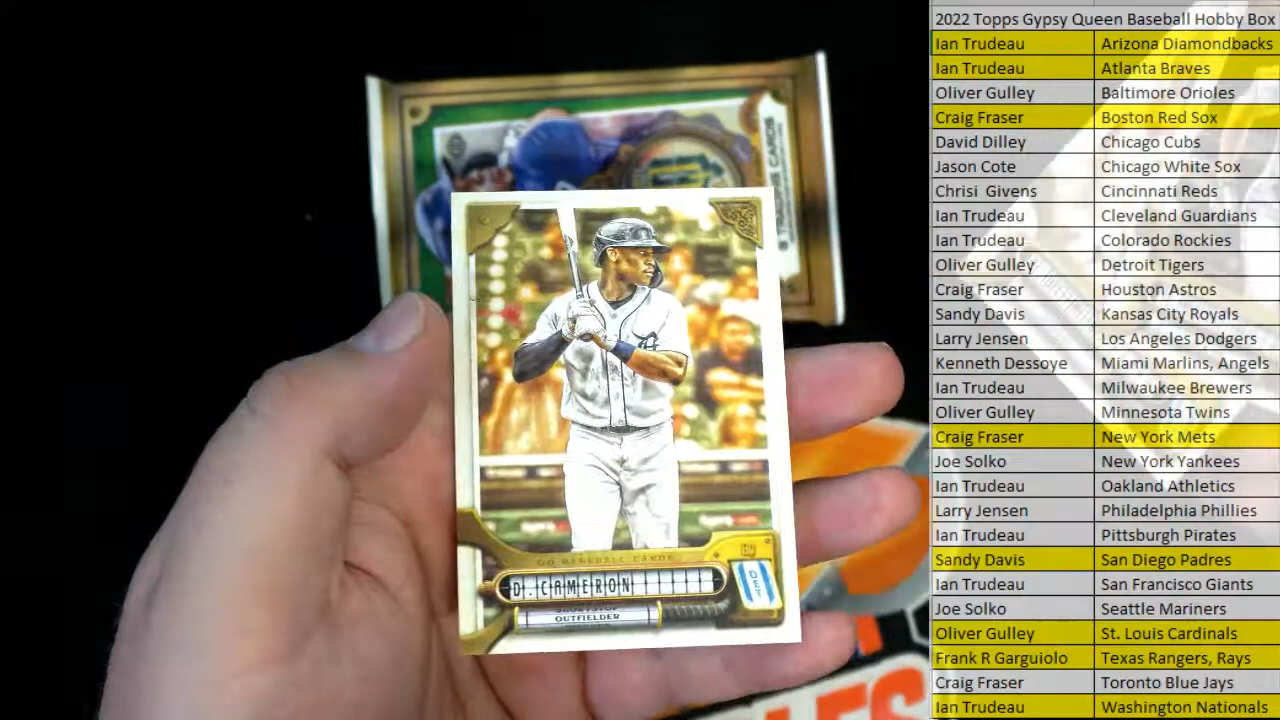 2022 Topps Gypsy Queen Baseball Hobby Box
Ian Trudeau Arizona Diamondbacks
Ian Trudeau Atlanta Braves
Oliver Gulley Baltimore Orioles
Craig Fraser Boston Red Sox
David Dilley Chicago Cubs
Jason Cote Chicago White Sox
Chrisi Givens Cincinnati Reds
Ian Trudeau Cleveland Guardians
Ian Trudeau Colorado Rockies
Oliver Gulley Detroit Tigers
Craig Fraser Houston Astros
Sandy Davis Kansas City Royals
Larry Jensen Los Angeles Dodgers
Kenneth Dessoye Miami Marlins, Angels
Ian Trudeau Milwaukee Brewers
Oliver Gulley Minnesota Twins
Craig Fraser New York Mets
Joe Solko New York Yankees
Ian Trudeau Oakland Athletics
Larry Jensen Philadelphia Phillies
Ian Trudeau Pittsburgh Pirates
Sandy Davis San Diego Padres
Ian Trudeau San Francisco Giants
Joe Solko Seattle Mariners
Oliver Gulley St. Louis Cardinals
Frank R Garguiolo Texas Rangers, Rays
Craig Fraser Toronto Blue Jays
Ian Trudeau Washington Nationals
GQ BASEBALL CARDS
D.CAMERON
DET
OUTFIELDER